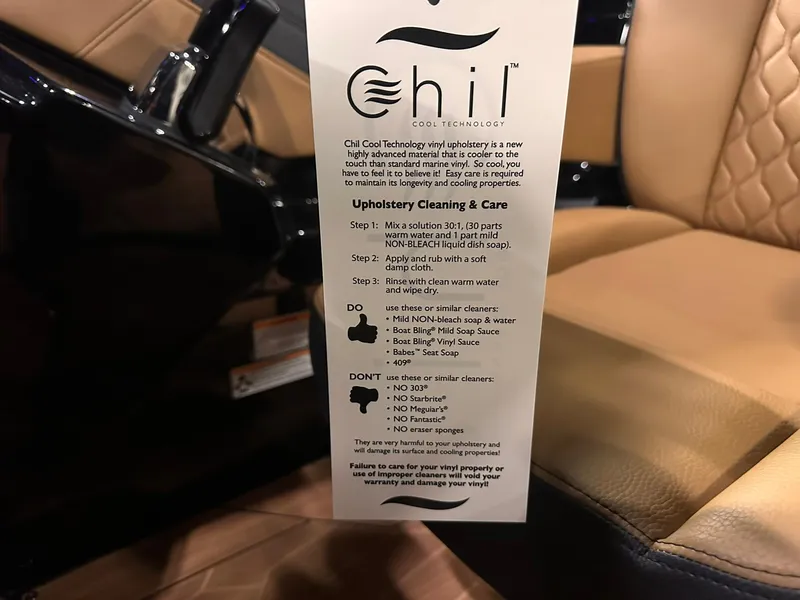 Chil™
COOL TECHNOLOGY
Chil Cool Technology vinyl upholstery is a new
highly advanced material that is cooler to the
touch than standard marine vinyl. So cool, you
have to feel it to believe it! Easy care is required
to maintain its longevity and cooling properties.
Upholstery Cleaning & Care
Step 1: Mix a solution 30:1, (30 parts
warm water and 1 part mild
NON-BLEACH liquid dish soap).
Step 2: Apply and rub with a soft
damp cloth.
Step 3: Rinse with clean warm water
and wipe dry.
DO use these or similar cleaners:
• Mild NON-bleach soap & water
• Boat Bling® Mild Soap Sauce
• Boat Bling® Vinyl Sauce
• Babes™ Seat Soap
• 409®
DON'T use these or similar cleaners:
• NO 303®
• NO Starbrite®
• NO Meguiar's®
• NO Fantastic®
• NO eraser sponges
They are very harmful to your upholstery and
will damage its surface and cooling properties!
Failure to care for your vinyl properly or
use of improper cleaners will void your
warranty and damage your vinyl!